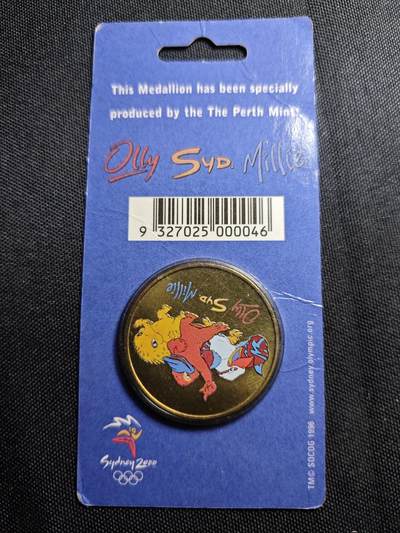 This Medallion has been specially
produced by the The Perth Mint.
Olly Syd. Millie
9 327025 000046
Olly Syd Millie
Sydney 2000
www.sydney.olympic.org
TM© SOCOG 1996